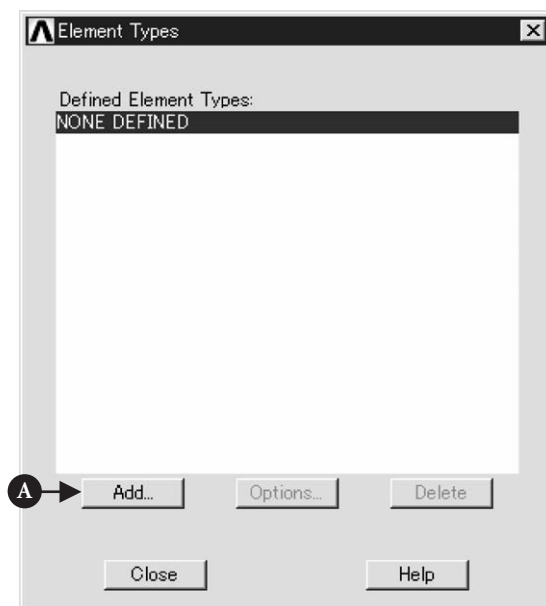 Element Types
Defined Element Types:
NONE DEFINED
A
Add...
Options...
Delete
Close
Help